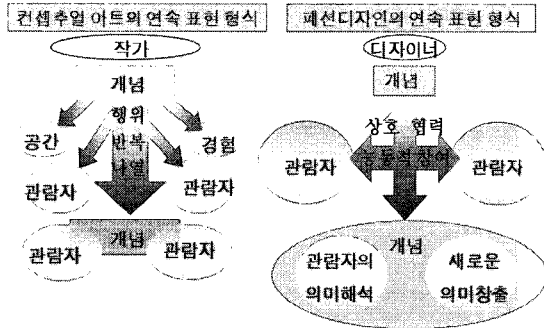 컨셉추얼 아트의 연속 표현 형식
작가
개념
행위
반복
나열
공간
경험
관람자
관람자
개념
관람자
관람자
패션디자인의 연속 표현 형식
디자이너
개념
상호 협력
능동적 참여
관람자
관람자
개념
관람자의
의미해석
새로운
의미창출